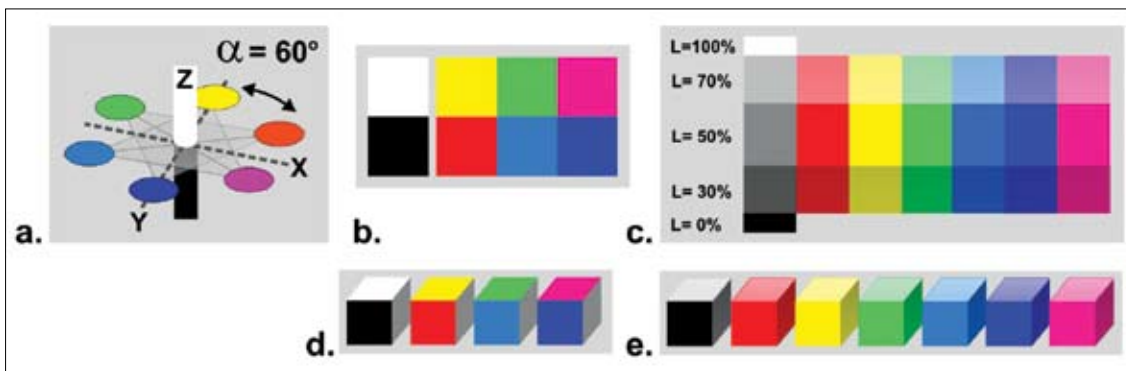 α = 60°
Z
X
Y
a.
b.
L=100%
L= 70%
L= 50%
L= 30%
L= 0%
c.
d.
e.